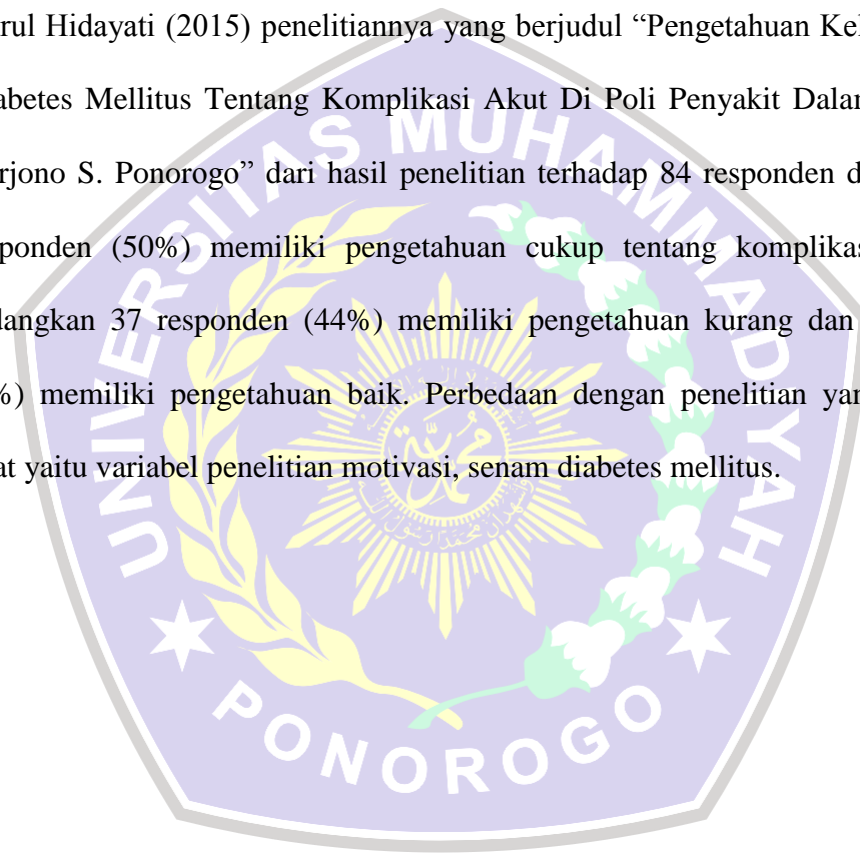 rul Hidayati (2015) penelitiannya yang berjudul “Pengetahuan Kel
abetes Mellitus Tentang Komplikasi Akut Di Poli Penyakit Dalam
rjono S. Ponorogo” dari hasil penelitian terhadap 84 responden d
ponden (50%) memiliki pengetahuan cukup tentang komplikas
dangkan 37 responden (44%) memiliki pengetahuan kurang dan
%) memiliki pengetahuan baik. Perbedaan dengan penelitian yan
at yaitu variabel penelitian motivasi, senam diabetes mellitus.
UNIVERSITAS MUHAMMADIYAH
PONOROGO
محمد